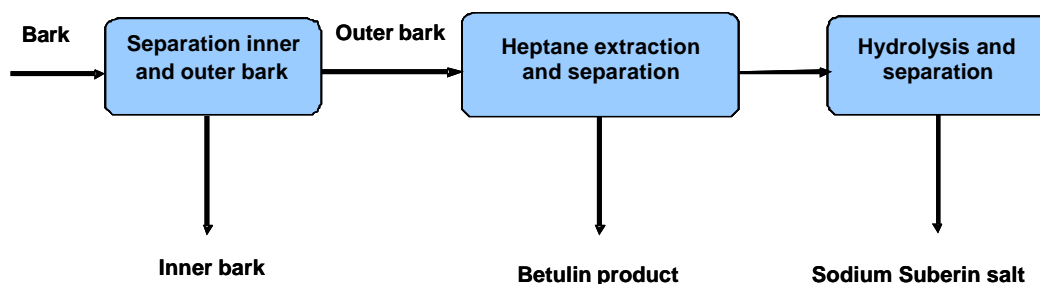 Bark
Separation inner
and outer bark
Outer bark
Heptane extraction
and separation
Hydrolysis and
separation
Inner bark
Betulin product
Sodium Suberin salt